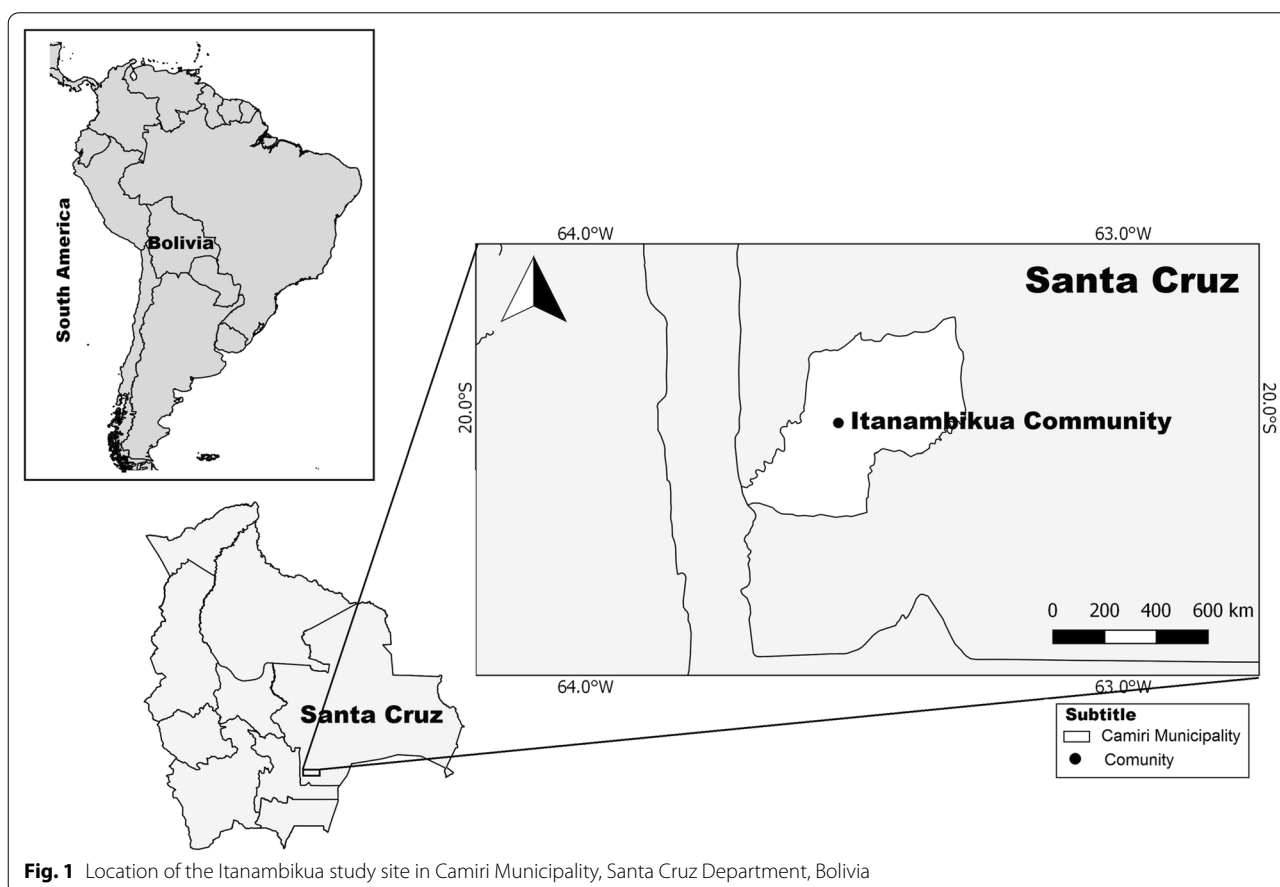 South America
Bolivia
64.0°W
63.0°W
Santa Cruz
20.0°S
20.0°S
Itanambikua Community
0 200 400 600 km
64.0°W
63.0°W
Santa Cruz
Subtitle
Camiri Municipality
Comunity
Fig. 1 Location of the Itanambikua study site in Camiri Municipality, Santa Cruz Department, Bolivia